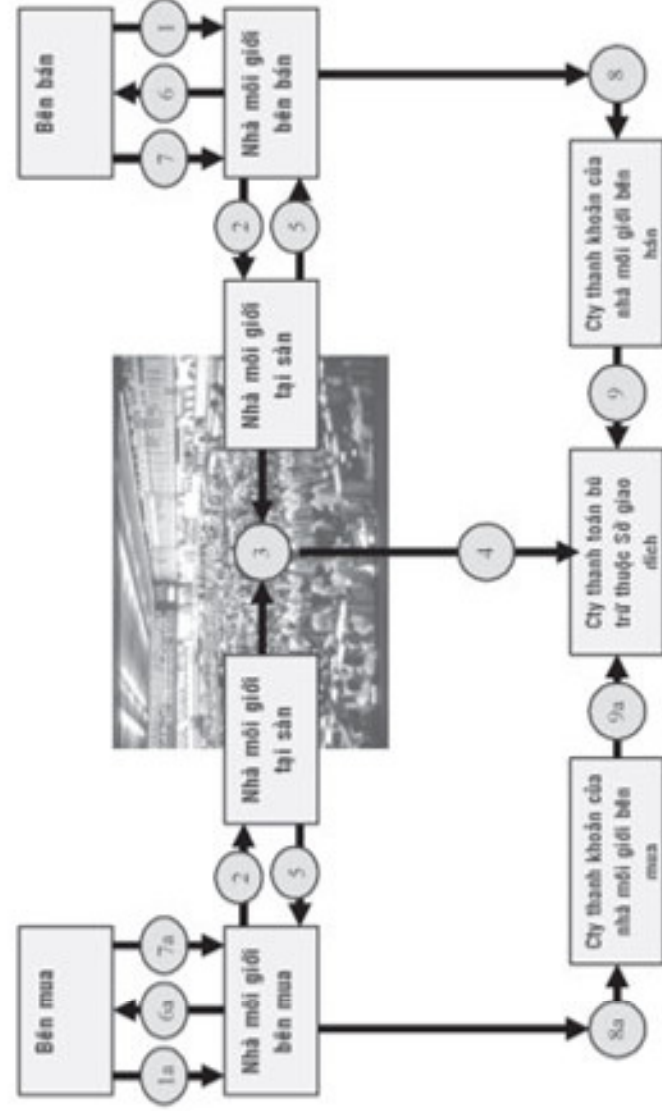 Bên mua
Bên bán
1a
6a
7a
1
6
7
Nhà môi giới
bên mua
2
5
Nhà môi giới
tại sàn
3
Nhà môi giới
tại sàn
2
5
Nhà môi giới
bên bán
4
8a
Cty thanh khoản của
nhà môi giới bên
mua
9a
Cty thanh toán bù
trừ thuộc Sở giao
dịch
9
Cty thanh khoản của
nhà môi giới bên
bán
8